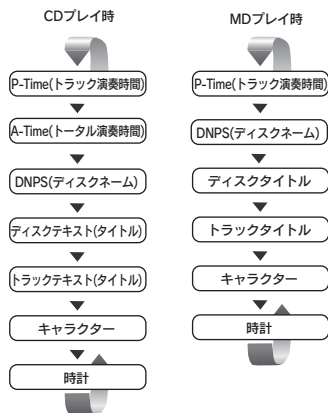 CDプレイ時
P-Time(トラック演奏時間)
A-Time(トータル演奏時間)
DNPS(ディスクネーム)
ディスクテキスト(タイトル)
トラックテキスト(タイトル)
キャラクター
時計
MDプレイ時
P-Time(トラック演奏時間)
DNPS(ディスクネーム)
ディスクタイトル
トラックタイトル
キャラクター
時計